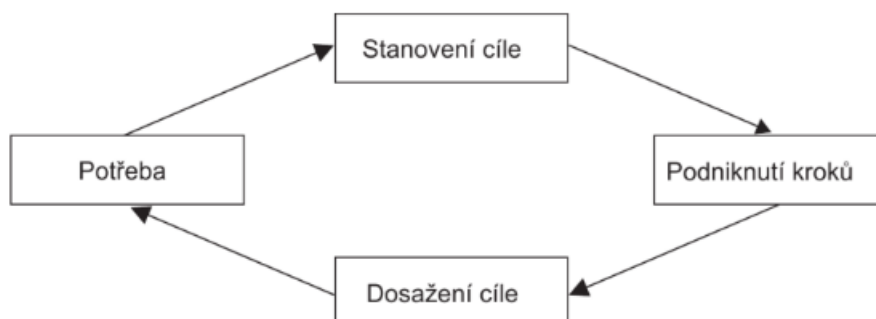 Stanovení cíle
Potřeba
Podniknutí kroků
Dosažení cíle